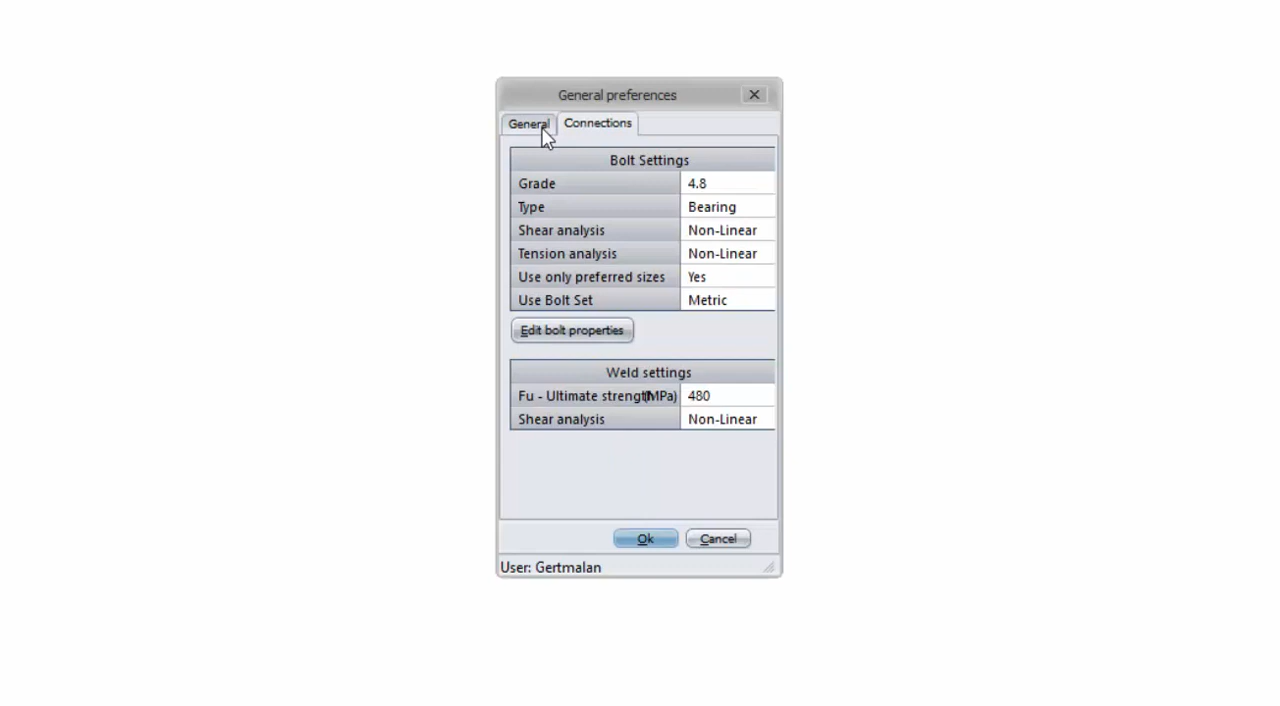 General preferences
General Connections
Bolt Settings
Grade 4.8
Type Bearing
Shear analysis Non-Linear
Tension analysis Non-Linear
Use only preferred sizes Yes
Use Bolt Set Metric
Edit bolt properties
Weld settings
Fu - Ultimate strength (MPa) 480
Shear analysis Non-Linear
Ok Cancel
User: Gertmalan